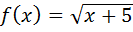 f(x) = √x + 5